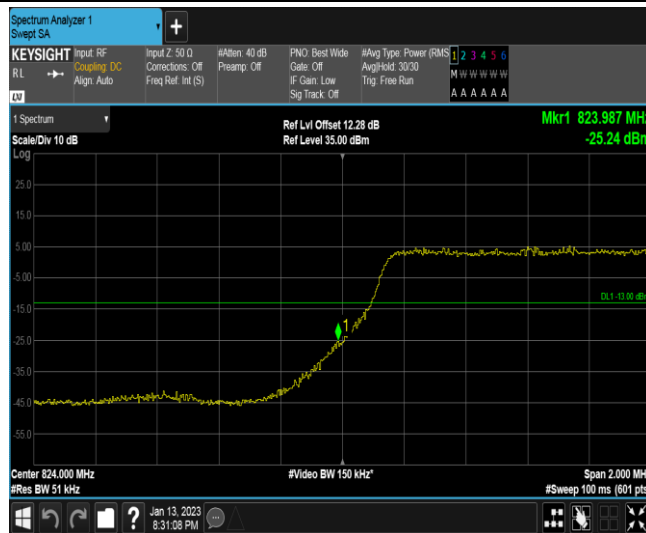 Spectrum Analyzer 1
Swept SA
KEYSIGHT
RL
LXI
Input: RF
Coupling: DC
Align: Auto
Input Z: 50 Ω
Corrections: Off
Freq Ref: Int (S)
#Atten: 40 dB
Preamp: Off
PNO: Best Wide
Gate: Off
IF Gain: Low
Sig Track: Off
#Avg Type: Power (RMS
Avg|Hold: 30/30
Trig: Free Run
1 2 3 4 5 6
M W W W W W
A A A A A A
1 Spectrum
Scale/Div 10 dB
Log
Ref Lvl Offset 12.28 dB
Ref Level 35.00 dBm
Mkr1 823.987 MHz
-25.24 dBm
25.0
15.0
5.00
-5.00
-15.0
-25.0
-35.0
-45.0
-55.0
DL1 -13.00 dBm
1
Center 824.000 MHz
#Res BW 51 kHz
#Video BW 150 kHz*
Span 2.000 MHz
#Sweep 100 ms (601 pts)
?
Jan 13, 2023
8:31:08 PM